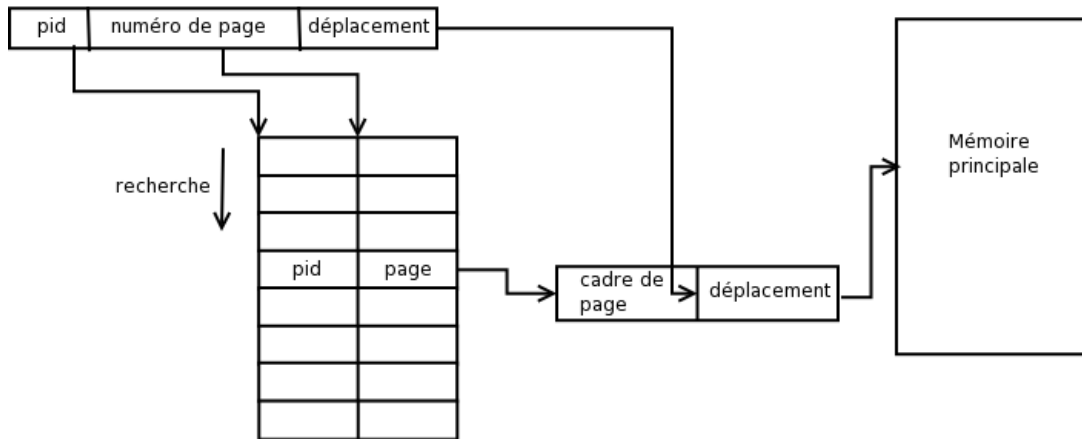 pid numéro de page déplacement
recherche
pid page
cadre de
page
déplacement
Mémoire
principale